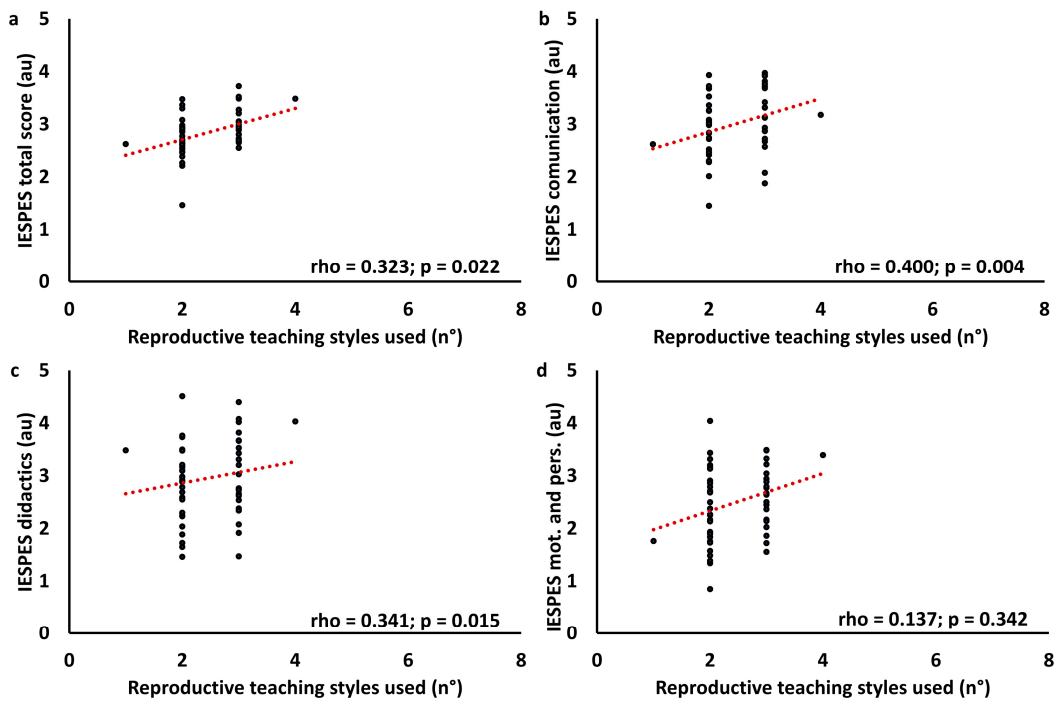 a
IESPES total score (au)
5
4
3
2
1
0
rho = 0.323; p = 0.022
0 2 4 6 8
Reproductive teaching styles used (n°)
b
IESPES comunication (au)
5
4
3
2
1
0
rho = 0.400; p = 0.004
0 2 4 6 8
Reproductive teaching styles used (n°)
c
IESPES didactics (au)
5
4
3
2
1
0
rho = 0.341; p = 0.015
0 2 4 6 8
Reproductive teaching styles used (n°)
d
IESPES mot. and pers. (au)
5
4
3
2
1
0
rho = 0.137; p = 0.342
0 2 4 6 8
Reproductive teaching styles used (n°)